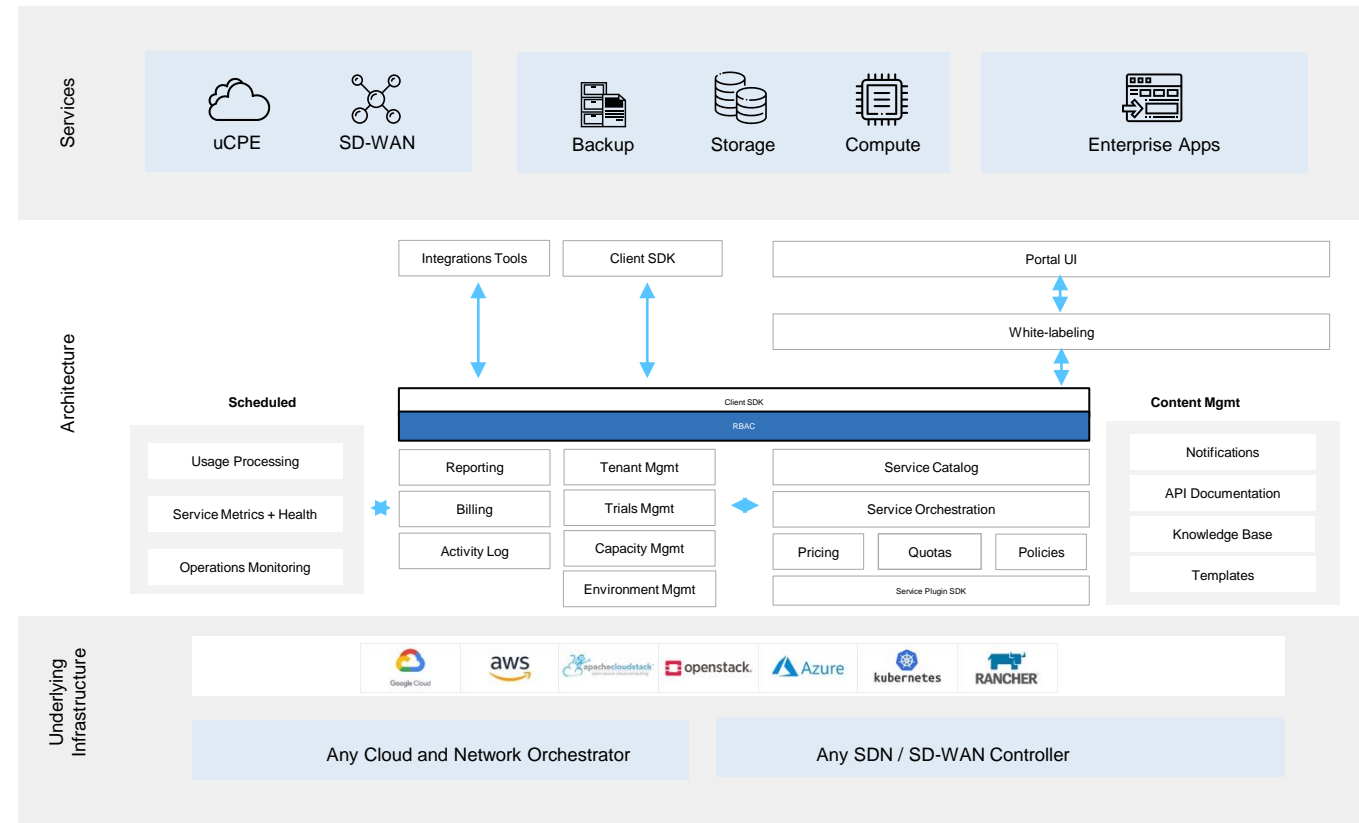 Services
uCPE
SD-WAN
Backup
Storage
Compute
Enterprise Apps
Architecture
Integrations Tools
Client SDK
Portal UI
White-labeling
Scheduled
Usage Processing
Service Metrics + Health
Operations Monitoring
Client SDK
RBAC
Reporting
Billing
Activity Log
Tenant Mgmt
Trials Mgmt
Capacity Mgmt
Environment Mgmt
Service Catalog
Service Orchestration
Pricing
Quotas
Policies
Service Plugin SDK
Content Mgmt
Notifications
API Documentation
Knowledge Base
Templates
Underlying
Infrastructure
Google Cloud
aws
apachecloudstack
open source cloud computing
openstack.
Azure
kubernetes
RANCHER
Any Cloud and Network Orchestrator
Any SDN / SD-WAN Controller